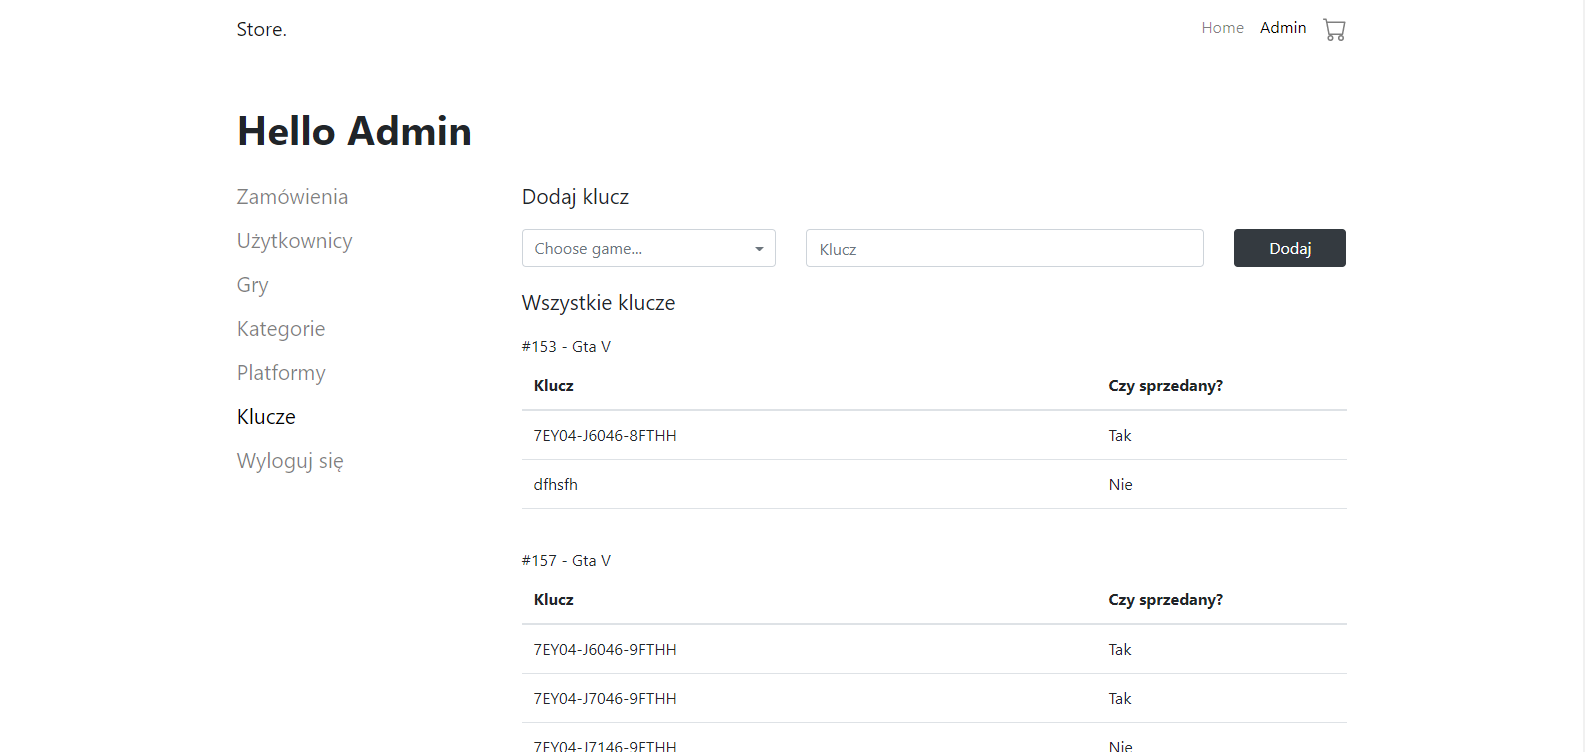 Store.
Home Admin
Hello Admin
Zamówienia
Użytkownicy
Gry
Kategorie
Platformy
Klucze
Wyloguj się
Dodaj klucz
Choose game... Klucz Dodaj
Wszystkie klucze
#153 - Gta V
Klucz Czy sprzedany?
7EY04-J6046-8FTHH Tak
dfhsfh Nie
#157 - Gta V
Klucz Czy sprzedany?
7EY04-J6046-9FTHH Tak
7EY04-J7046-9FTHH Tak
7EY04-J7146-9FTHH Nie